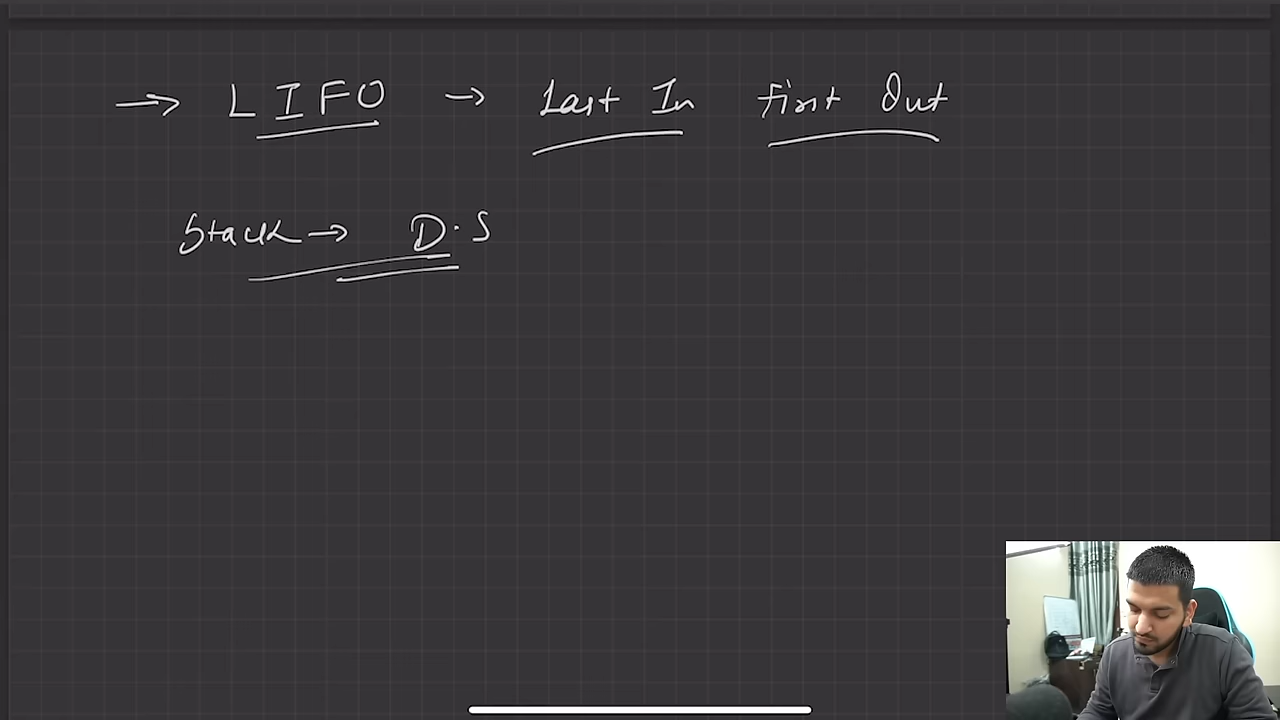 → LIFO → Last In First Out
Stack → D.S